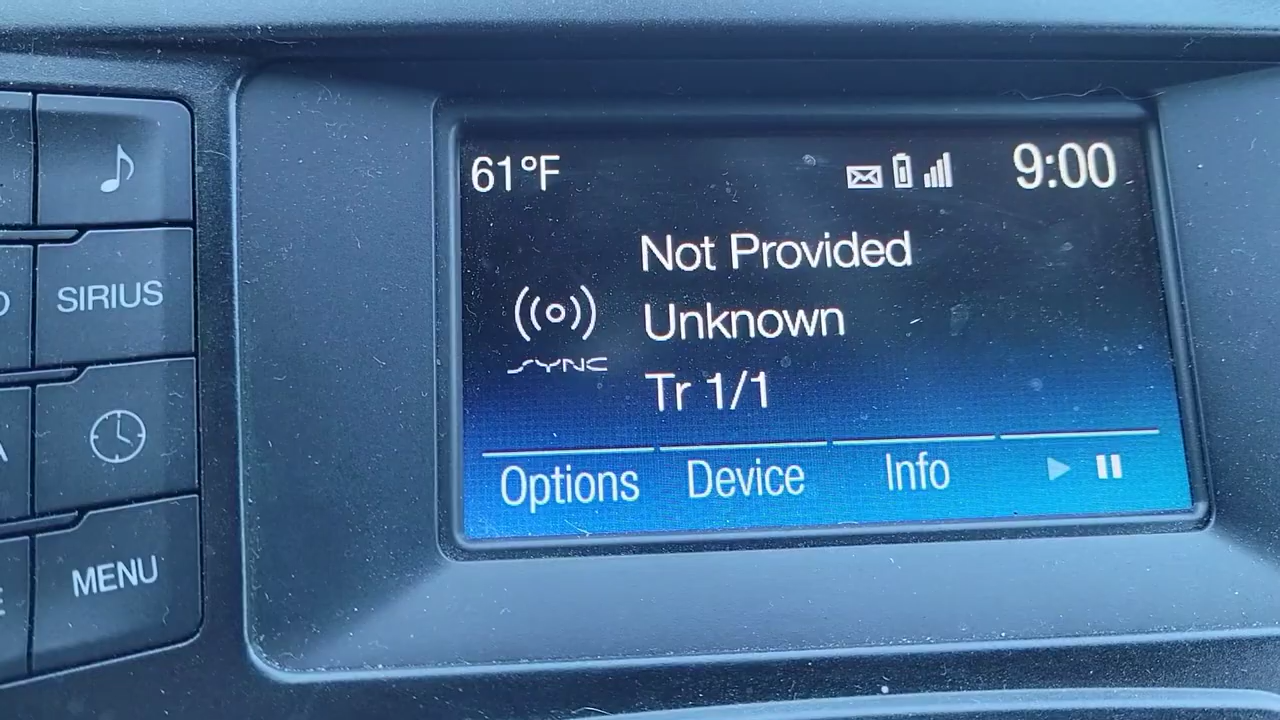 61°F
9:00
Not Provided
SIRIUS
Unknown
SYNC
Tr 1/1
Options
Device
Info
MENU